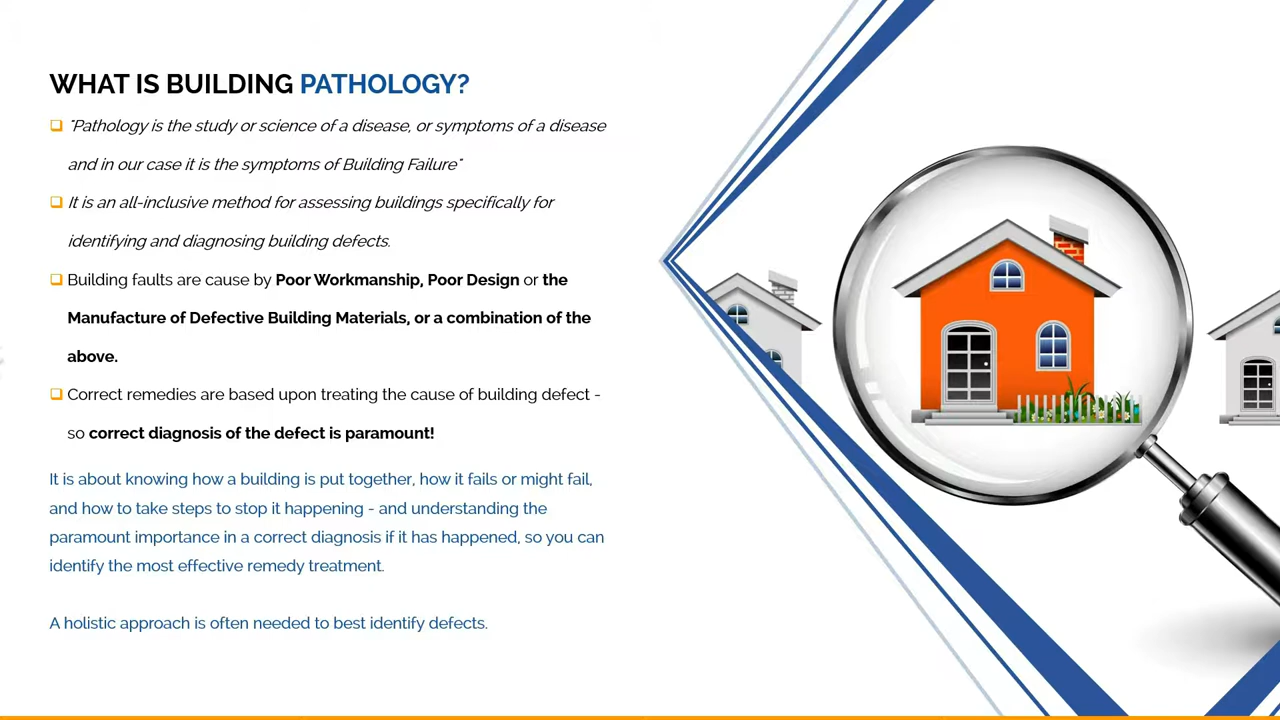 WHAT IS BUILDING PATHOLOGY?
❑ "Pathology is the study or science of a disease, or symptoms of a disease
and in our case it is the symptoms of Building Failure"
❑ It is an all-inclusive method for assessing buildings specifically for
identifying and diagnosing building defects.
❑ Building faults are cause by Poor Workmanship, Poor Design or the
Manufacture of Defective Building Materials, or a combination of the
above.
❑ Correct remedies are based upon treating the cause of building defect -
so correct diagnosis of the defect is paramount!
It is about knowing how a building is put together, how it fails or might fail,
and how to take steps to stop it happening - and understanding the
paramount importance in a correct diagnosis if it has happened, so you can
identify the most effective remedy treatment.
A holistic approach is often needed to best identify defects.